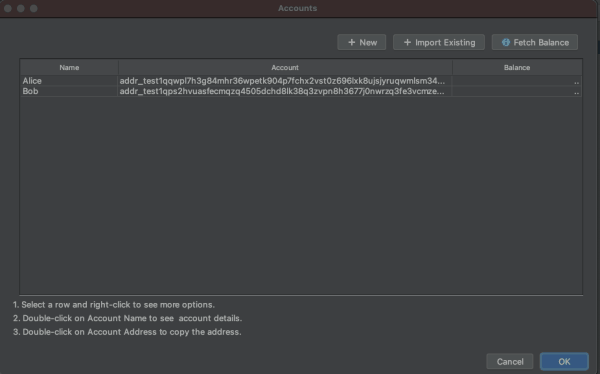 Accounts
+ New
+ Import Existing
Fetch Balance
Name Account Balance
Alice addr_test1qqwpl7h3g84mhr36wpetk904p7fchx2vst0z696lxk8ujsjyruqwmlsm34... ..
Bob addr_test1qps2hvuasfecmqzq4505dchd8lk38q3zvpn8h3677j0nwrzq3fe3vcmze... ..
1. Select a row and right-click to see more options.
2. Double-click on Account Name to see account details.
3. Double-click on Account Address to copy the address.
Cancel
OK